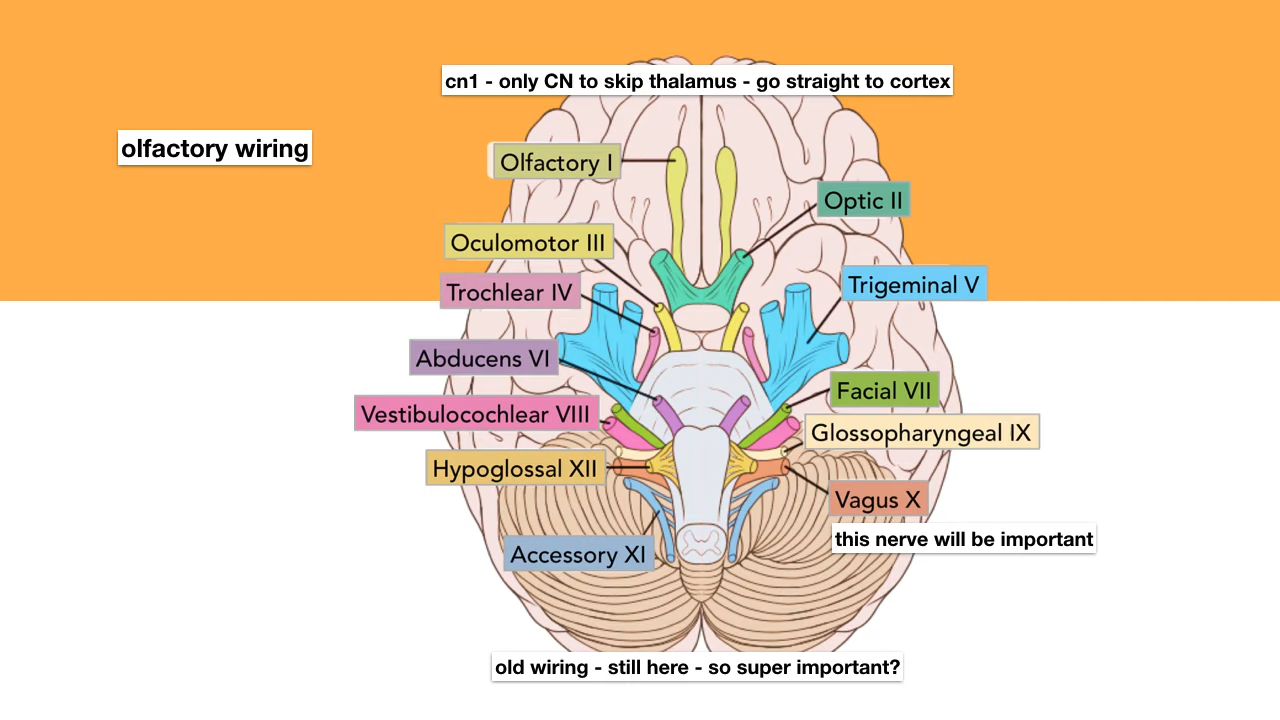 cn1 - only CN to skip thalamus - go straight to cortex
olfactory wiring
Olfactory I
Optic II
Oculomotor III
Trigeminal V
Trochlear IV
Abducens VI
Facial VII
Vestibulocochlear VIII
Glossopharyngeal IX
Hypoglossal XII
Vagus X
this nerve will be important
Accessory XI
old wiring - still here - so super important?